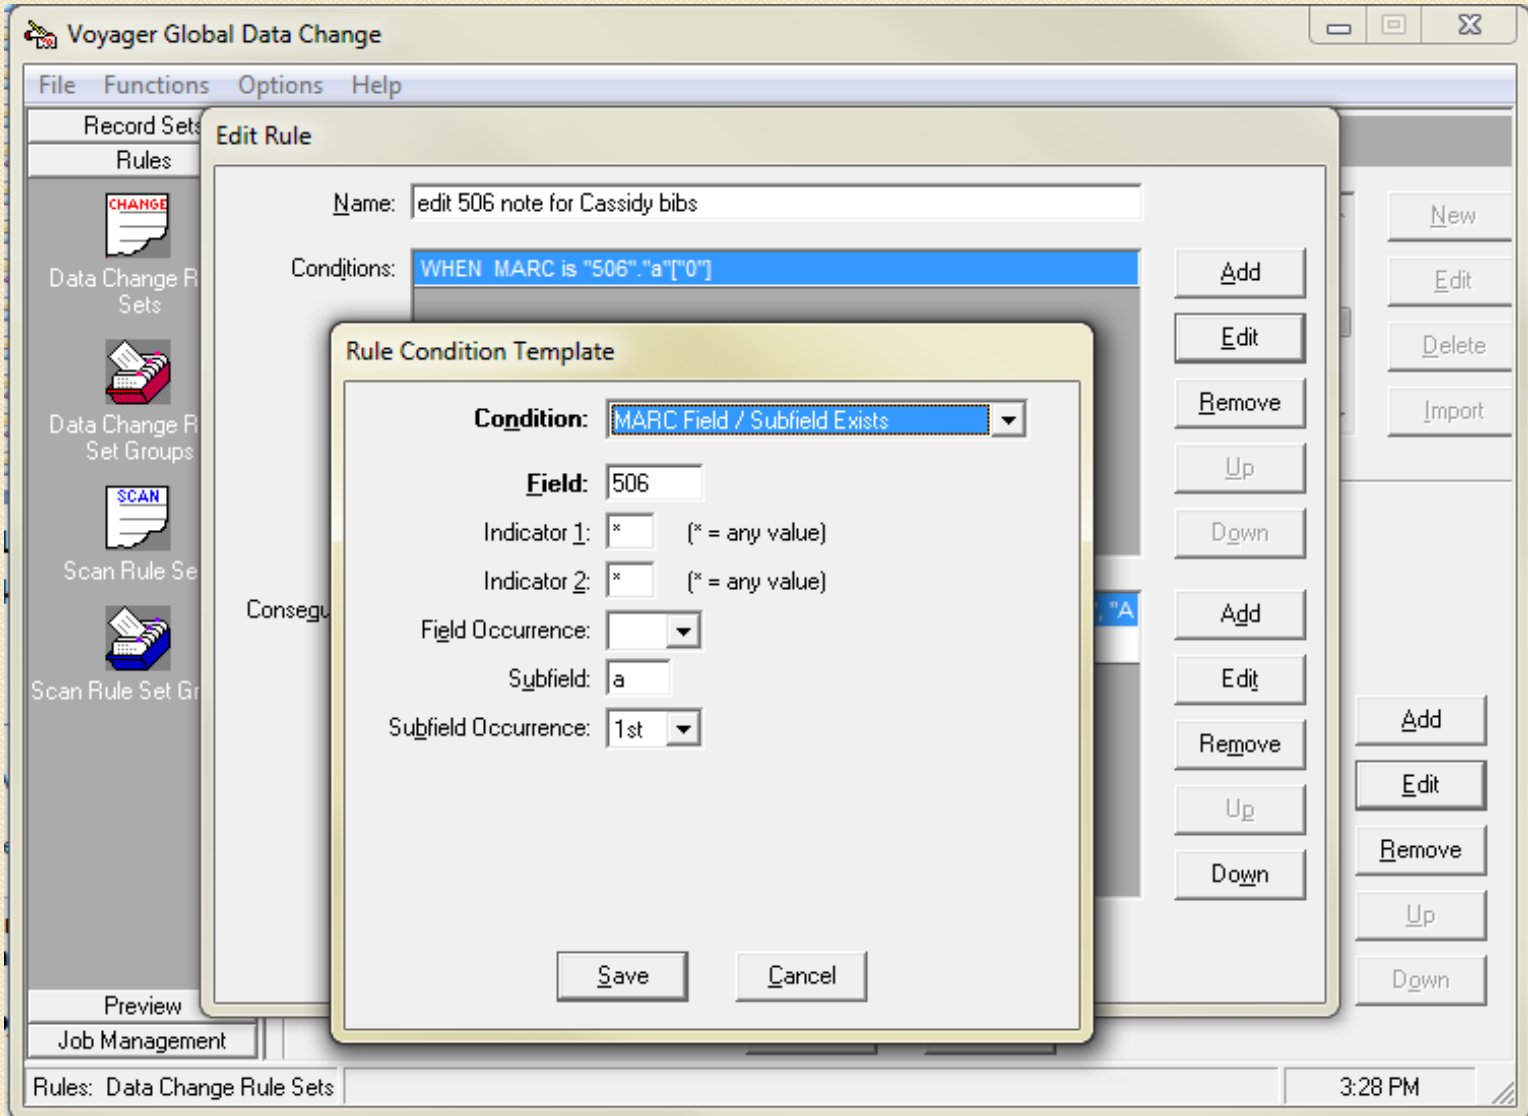 Voyager Global Data Change
File Functions Options Help
Record Sets
Rules
CHANGE
Data Change R
Sets
Data Change R
Set Groups
SCAN
Scan Rule Se
Scan Rule Set Gr
Preview
Job Management
Rules: Data Change Rule Sets
3:28 PM
New
Edit
Delete
Import
Add
Edit
Remove
Up
Down
Edit Rule
Name: edit 506 note for Cassidy bibs
Conditions: WHEN MARC is "506"."a"["0"]
Add
Edit
Remove
Up
Down
Consequ
, "A
Add
Edit
Remove
Up
Down
Rule Condition Template
Condition: MARC Field / Subfield Exists
Field: 506
Indicator 1: * (* = any value)
Indicator 2: * (* = any value)
Field Occurrence:
Subfield: a
Subfield Occurrence: 1st
Save Cancel